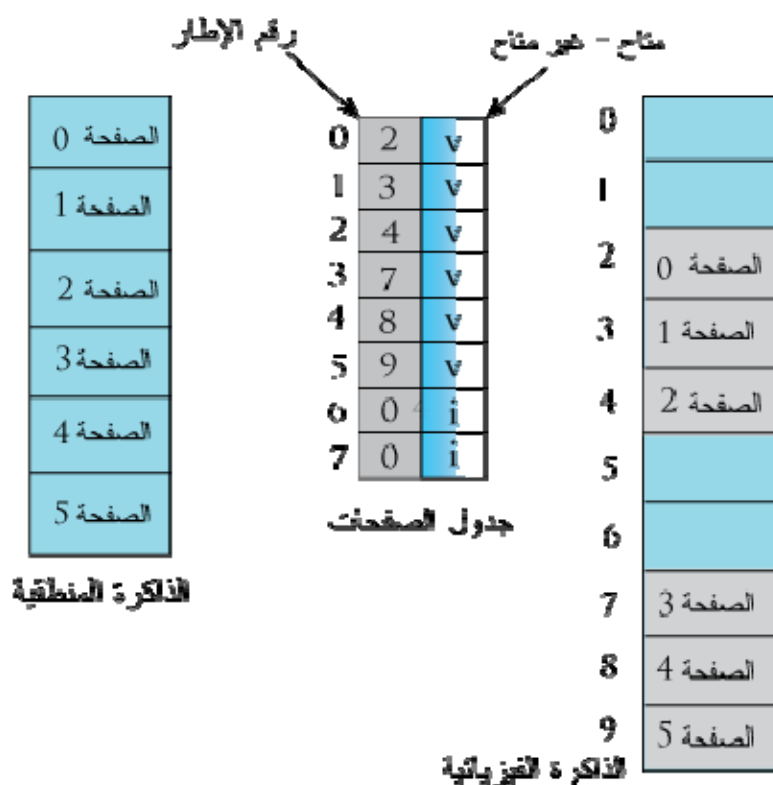 رقم الإطار
متاح - غير متاح
الصفحة 0
الصفحة 1
الصفحة 2
الصفحة 3
الصفحة 4
الصفحة 5
الذاكرة المنطقية
0 2 v
1 3 v
2 4 v
3 7 v
4 8 v
5 9 v
6 0 i
7 0 i
جدول الصفحات
0
1
2 الصفحة 0
3 الصفحة 1
4 الصفحة 2
5
6
7 الصفحة 3
8 الصفحة 4
9 الصفحة 5
الذاكرة الفيزيائية